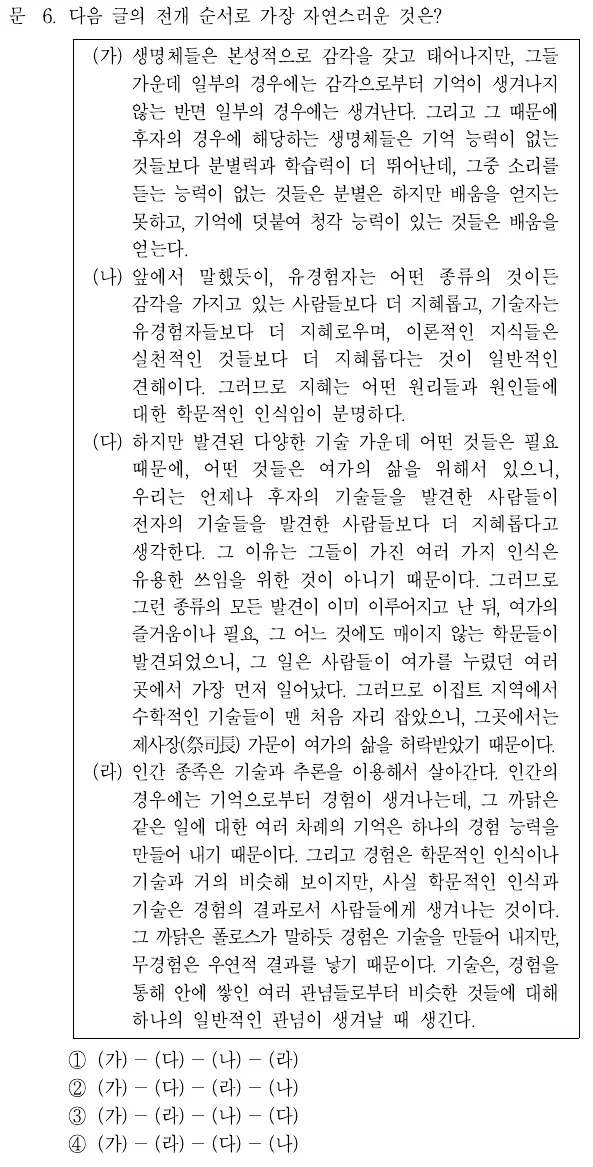 문 6. 다음 글의 전개 순서로 가장 자연스러운 것은?
(가) 생명체들은 본성적으로 감각을 갖고 태어나지만, 그들
가운데 일부의 경우에는 감각으로부터 기억이 생겨나지
않는 반면 일부의 경우에는 생겨난다. 그리고 그 때문에
후자의 경우에 해당하는 생명체들은 기억 능력이 없는
것들보다 분별력과 학습력이 더 뛰어난데, 그중 소리를
듣는 능력이 없는 것들은 분별은 하지만 배움을 얻지는
못하고, 기억에 덧붙여 청각 능력이 있는 것들은 배움을
얻는다.
(나) 앞에서 말했듯이, 유경험자는 어떤 종류의 것이든
감각을 가지고 있는 사람들보다 더 지혜롭고, 기술자는
유경험자들보다 더 지혜로우며, 이론적인 지식들은
실천적인 것들보다 더 지혜롭다는 것이 일반적인
견해이다. 그러므로 지혜는 어떤 원리들과 원인들에
대한 학문적인 인식임이 분명하다.
(다) 하지만 발견된 다양한 기술 가운데 어떤 것들은 필요
때문에, 어떤 것들은 여가의 삶을 위해서 있으니,
우리는 언제나 후자의 기술들을 발견한 사람들이
전자의 기술들을 발견한 사람들보다 더 지혜롭다고
생각한다. 그 이유는 그들이 가진 여러 가지 인식은
유용한 쓰임을 위한 것이 아니기 때문이다. 그러므로
그런 종류의 모든 발견이 이미 이루어지고 난 뒤, 여가의
즐거움이나 필요, 그 어느 것에도 매이지 않는 학문들이
발견되었으니, 그 일은 사람들이 여가를 누렸던 여러
곳에서 가장 먼저 일어났다. 그러므로 이집트 지역에서
수학적인 기술들이 맨 처음 자리 잡았으니, 그곳에서는
제사장(祭司長) 가문이 여가의 삶을 허락받았기 때문이다.
(라) 인간 종족은 기술과 추론을 이용해서 살아간다. 인간의
경우에는 기억으로부터 경험이 생겨나는데, 그 까닭은
같은 일에 대한 여러 차례의 기억은 하나의 경험 능력을
만들어 내기 때문이다. 그리고 경험은 학문적인 인식이나
기술과 거의 비슷해 보이지만, 사실 학문적인 인식과
기술은 경험의 결과로서 사람들에게 생겨나는 것이다.
그 까닭은 폴로스가 말하듯 경험은 기술을 만들어 내지만,
무경험은 우연적 결과를 낳기 때문이다. 기술은, 경험을
통해 안에 쌓인 여러 관념들로부터 비슷한 것들에 대해
하나의 일반적인 관념이 생겨날 때 생긴다.
① (가) - (다) - (나) - (라)
② (가) - (다) - (라) - (나)
③ (가) - (라) - (나) - (다)
④ (가) - (라) - (다) - (나)